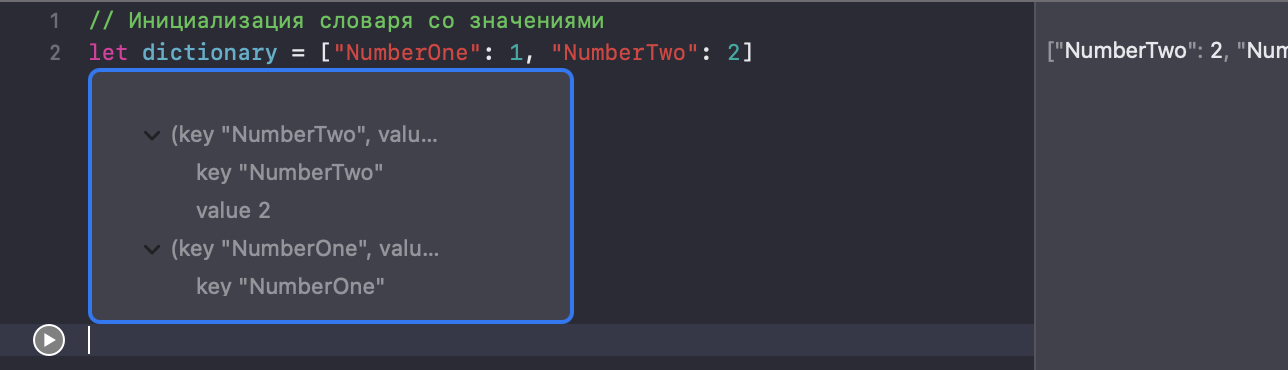 1 // Инициализация словаря со значениями
2 let dictionary = ["NumberOne": 1, "NumberTwo": 2]
["NumberTwo": 2, "Num
(key "NumberTwo", valu...
key "NumberTwo"
value 2
(key "NumberOne", valu...
key "NumberOne"